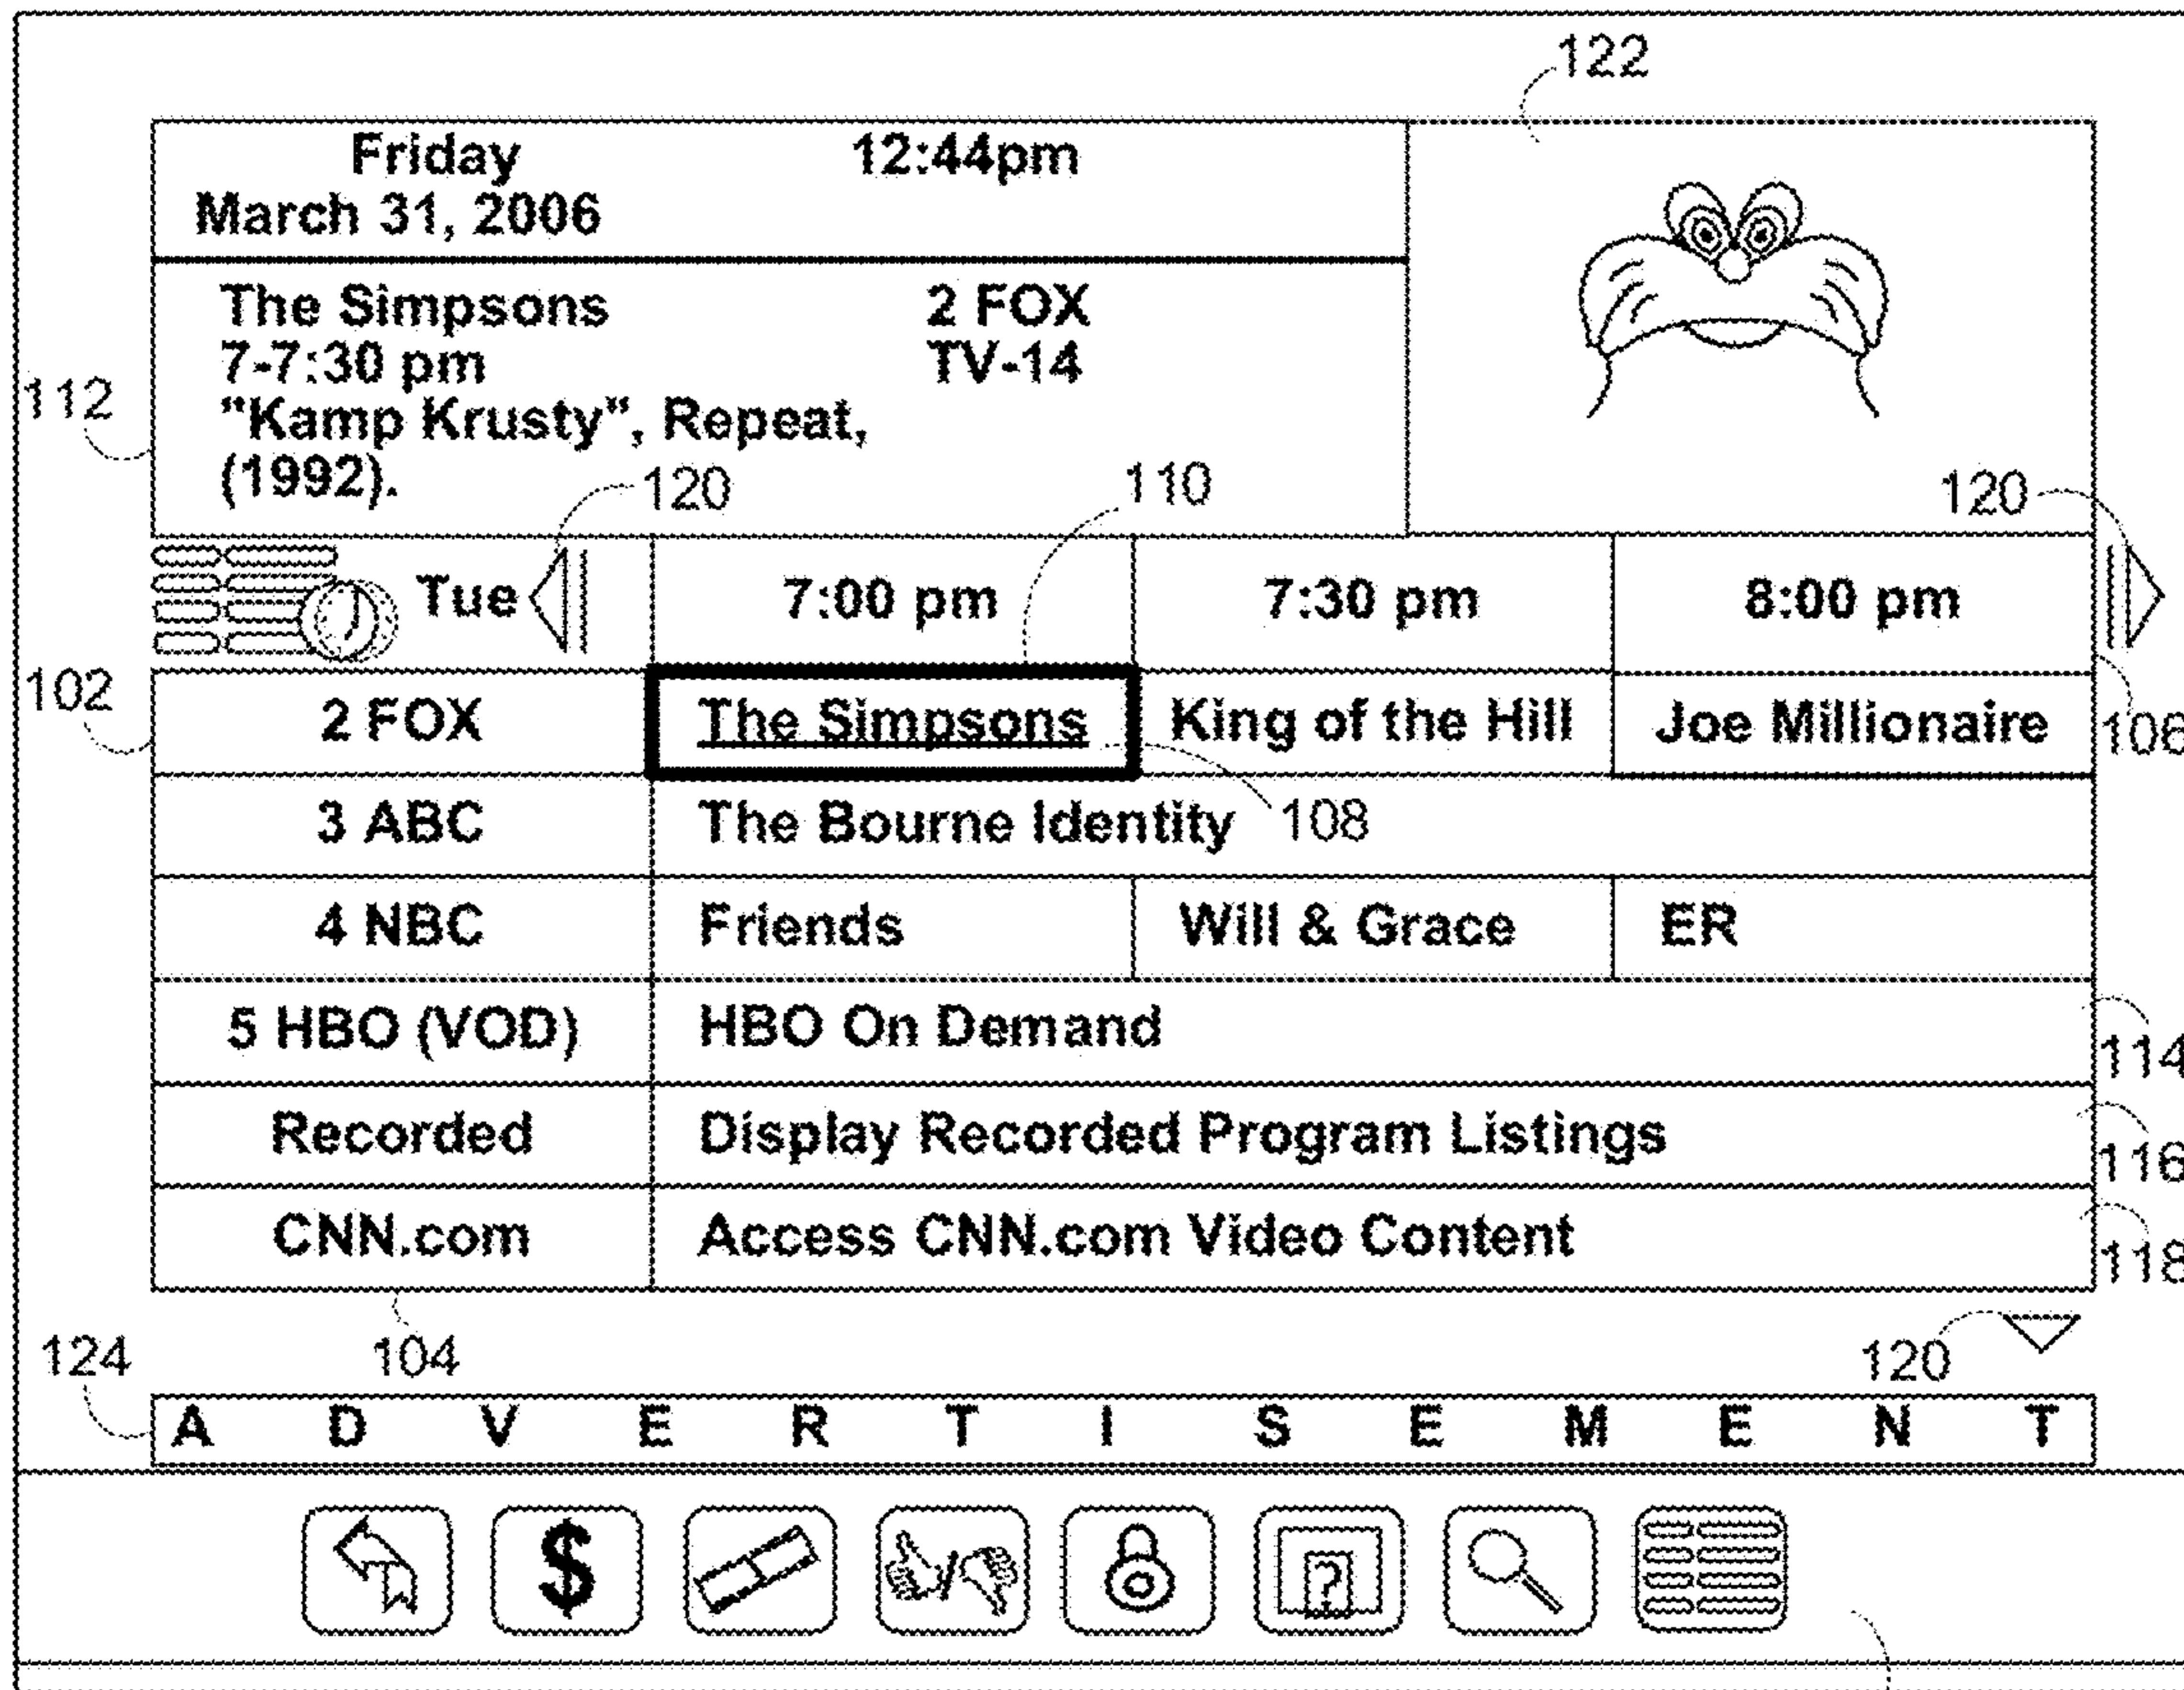 122
Friday 12:44pm
March 31, 2006
The Simpsons 2 FOX
7-7:30 pm TV-14
112
"Kamp Krusty", Repeat,
(1992).
120 110 120
Tue 7:00 pm 7:30 pm 8:00 pm
102
2 FOX The Simpsons King of the Hill Joe Millionaire 106
3 ABC The Bourne Identity 108
4 NBC Friends Will & Grace ER
5 HBO (VOD) HBO On Demand
114
Recorded Display Recorded Program Listings
116
CNN.com Access CNN.com Video Content
118
124 104 120
A D V E R T I S E M E N T
$ ?